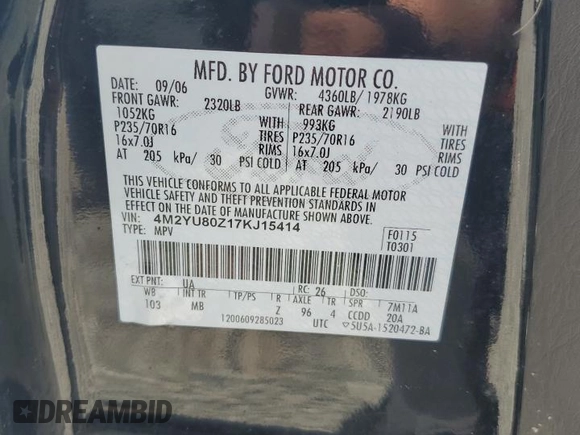 MFD. BY FORD MOTOR CO.
DATE: 09/06 GVWR: 4360LB/ 1978KG
FRONT GAWR: 2320LB REAR GAWR: 2190LB
1052KG WITH 993KG WITH
P235/70R16 TIRES P235/70R16 TIRES
16x7.0J RIMS 16x7.0J RIMS
AT 205 kPa/ 30 PSI COLD AT 205 kPa/ 30 PSI COLD
THIS VEHICLE CONFORMS TO ALL APPLICABLE FEDERAL MOTOR
VEHICLE SAFETY AND THEFT PREVENTION STANDARDS IN
EFFECT ON THE DATE OF MANUFACTURE SHOWN ABOVE.
VIN: 4M2YU80Z17KJ15414 F0115
TYPE: MPV T0301
EXT PNT: UA RC: 26 DSO:
WB INT TR TP/PS R AXLE TR SPR 7M11A
103 MB Z 96 4 CCDD 20A
1200609285023 UTC 5U5A-1520472-BA
Ford
DREAMBID